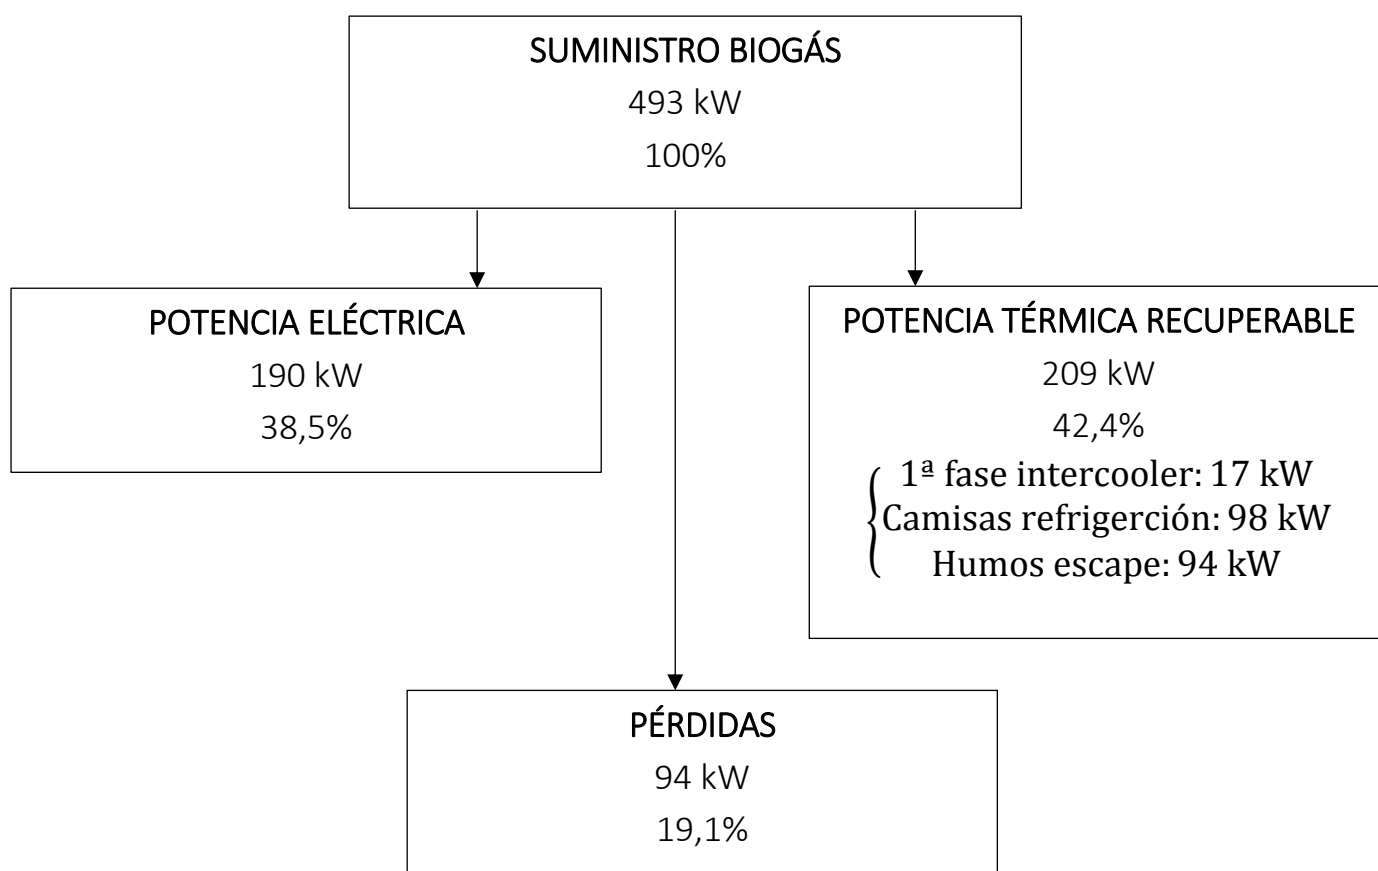 SUMINISTRO BIOGÁS
493 kW
100%
POTENCIA ELÉCTRICA
190 kW
38,5%
POTENCIA TÉRMICA RECUPERABLE
209 kW
42,4%
1ª fase intercooler: 17 kW
Camisas refrigerción: 98 kW
Humos escape: 94 kW
PÉRDIDAS
94 kW
19,1%